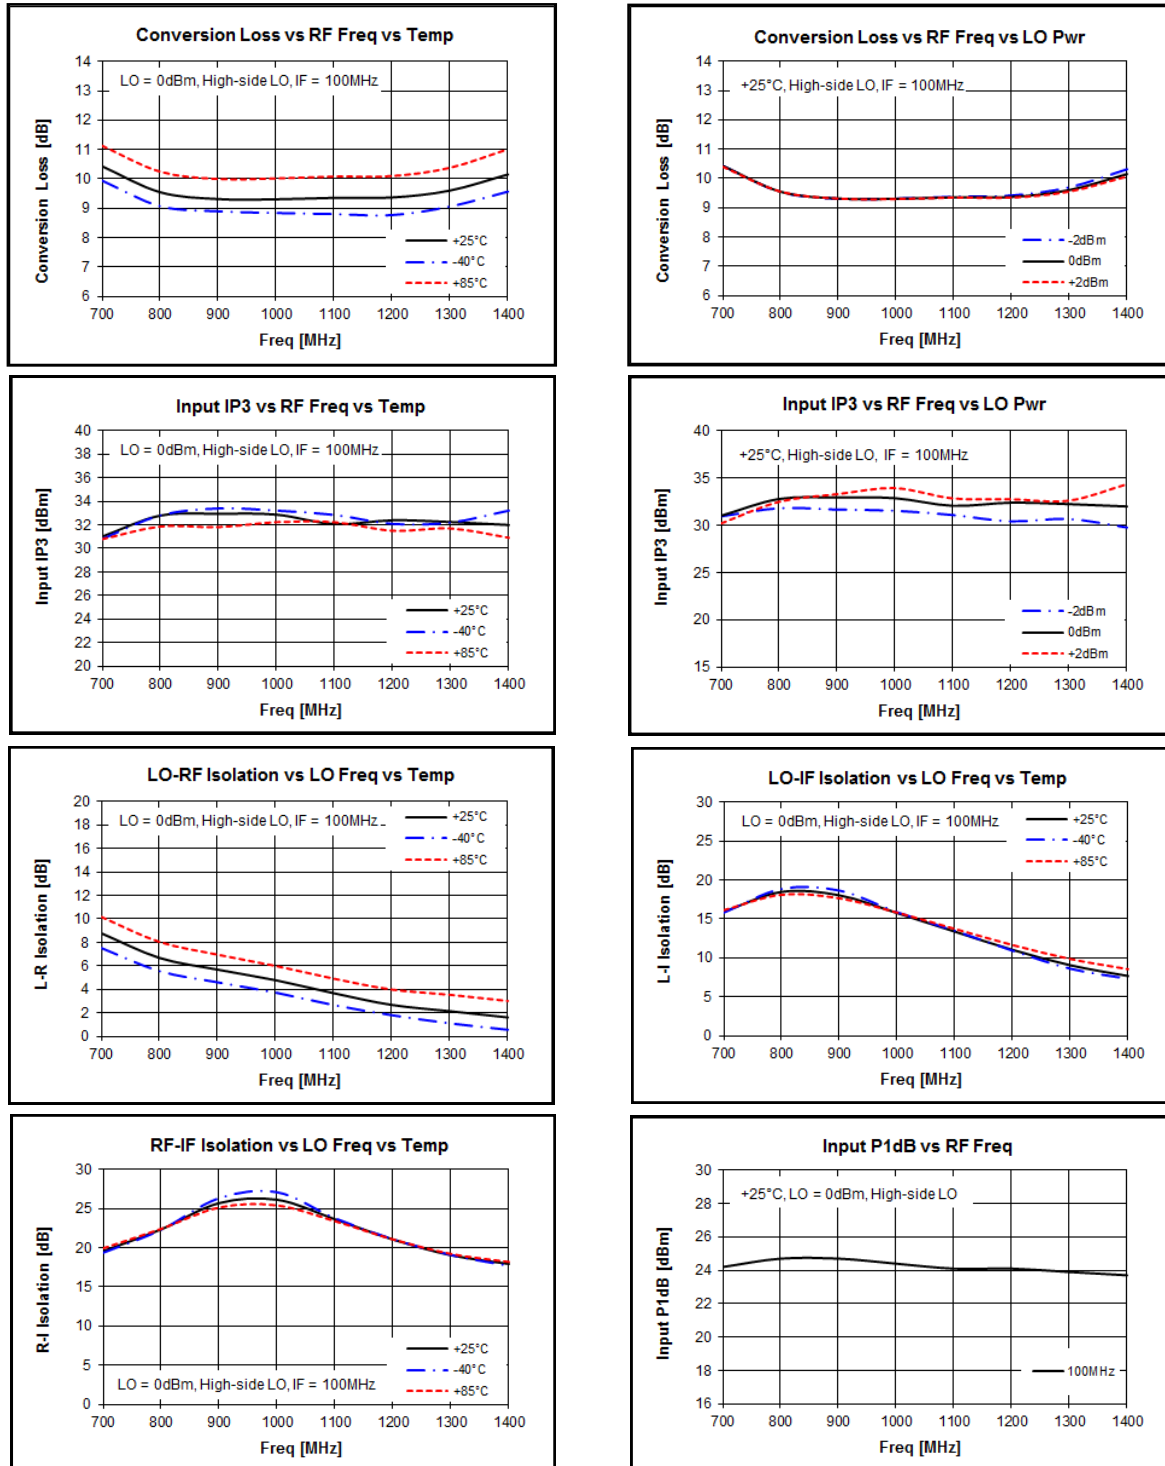 Conversion Loss vs RF Freq vs Temp
LO = 0dBm, High-side LO, IF = 100MHz
Conversion Loss [dB]
14
13
12
11
10
9
8
7
6
+25°C
-40°C
+85°C
700 800 900 1000 1100 1200 1300 1400
Freq [MHz]
Conversion Loss vs RF Freq vs LO Pwr
+25°C, High-side LO, IF = 100MHz
Conversion Loss [dB]
14
13
12
11
10
9
8
7
6
-2dBm
0dBm
+2dBm
700 800 900 1000 1100 1200 1300 1400
Freq [MHz]
Input IP3 vs RF Freq vs Temp
LO = 0dBm, High-side LO, IF = 100MHz
Input IP3 [dBm]
40
38
36
34
32
30
28
26
24
22
20
+25°C
-40°C
+85°C
700 800 900 1000 1100 1200 1300 1400
Freq [MHz]
Input IP3 vs RF Freq vs LO Pwr
+25°C, High-side LO, IF = 100MHz
Input IP3 [dBm]
40
35
30
25
20
15
-2dBm
0dBm
+2dBm
700 800 900 1000 1100 1200 1300 1400
Freq [MHz]
LO-RF Isolation vs LO Freq vs Temp
LO = 0dBm, High-side LO, IF = 100MHz
L-R Isolation [dB]
20
18
16
14
12
10
8
6
4
2
0
+25°C
-40°C
+85°C
700 800 900 1000 1100 1200 1300 1400
Freq [MHz]
LO-IF Isolation vs LO Freq vs Temp
LO = 0dBm, High-side LO, IF = 100MHz
L-I Isolation [dB]
30
25
20
15
10
5
0
+25°C
-40°C
+85°C
700 800 900 1000 1100 1200 1300 1400
Freq [MHz]
RF-IF Isolation vs LO Freq vs Temp
R-I Isolation [dB]
30
25
20
15
10
5
0
+25°C
-40°C
+85°C
LO = 0dBm, High-side LO, IF = 100MHz
700 800 900 1000 1100 1200 1300 1400
Freq [MHz]
Input P1dB vs RF Freq
+25°C, LO = 0dBm, High-side LO
Input P1dB [dBm]
30
28
26
24
22
20
18
16
100MHz
700 800 900 1000 1100 1200 1300 1400
Freq [MHz]